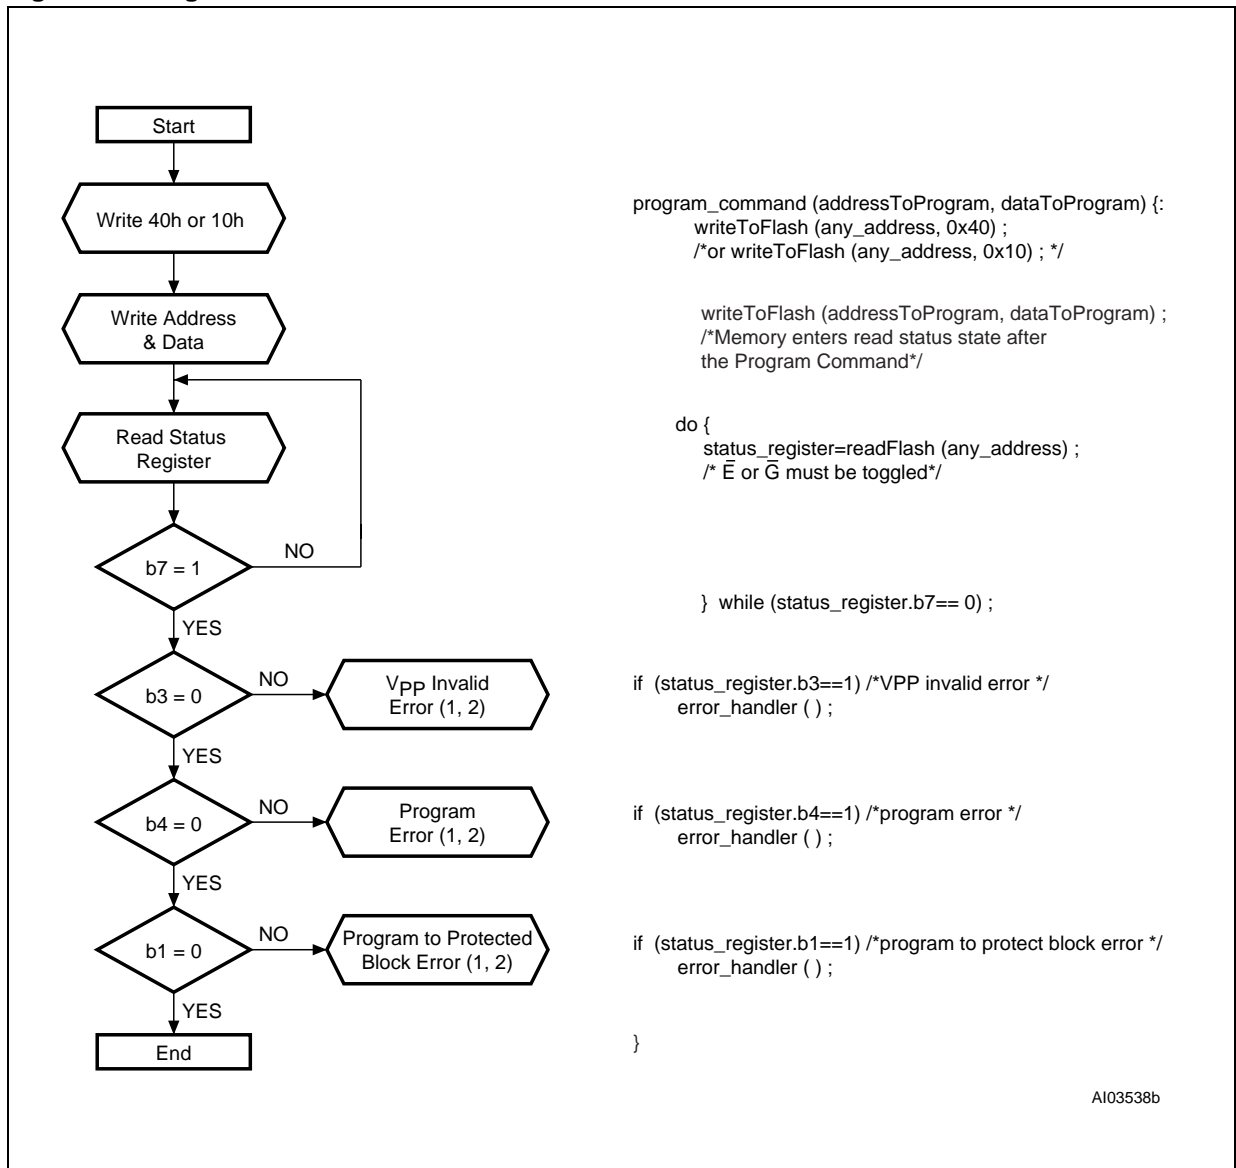 Start
Write 40h or 10h
Write Address
& Data
Read Status
Register
NO
b7 = 1
YES
NO
b3 = 0
VPP Invalid
Error (1, 2)
YES
NO
b4 = 0
Program
Error (1, 2)
YES
NO
b1 = 0
Program to Protected
Block Error (1, 2)
YES
End
program_command (addressToProgram, dataToProgram) {:
writeToFlash (any_address, 0x40) ;
/*or writeToFlash (any_address, 0x10) ; */
writeToFlash (addressToProgram, dataToProgram) ;
/*Memory enters read status state after
the Program Command*/
do {
status_register=readFlash (any_address) ;
/* E̅ or G̅ must be toggled*/
} while (status_register.b7== 0) ;
if (status_register.b3==1) /*VPP invalid error */
error_handler ( ) ;
if (status_register.b4==1) /*program error */
error_handler ( ) ;
if (status_register.b1==1) /*program to protect block error */
error_handler ( ) ;
}
AI03538b